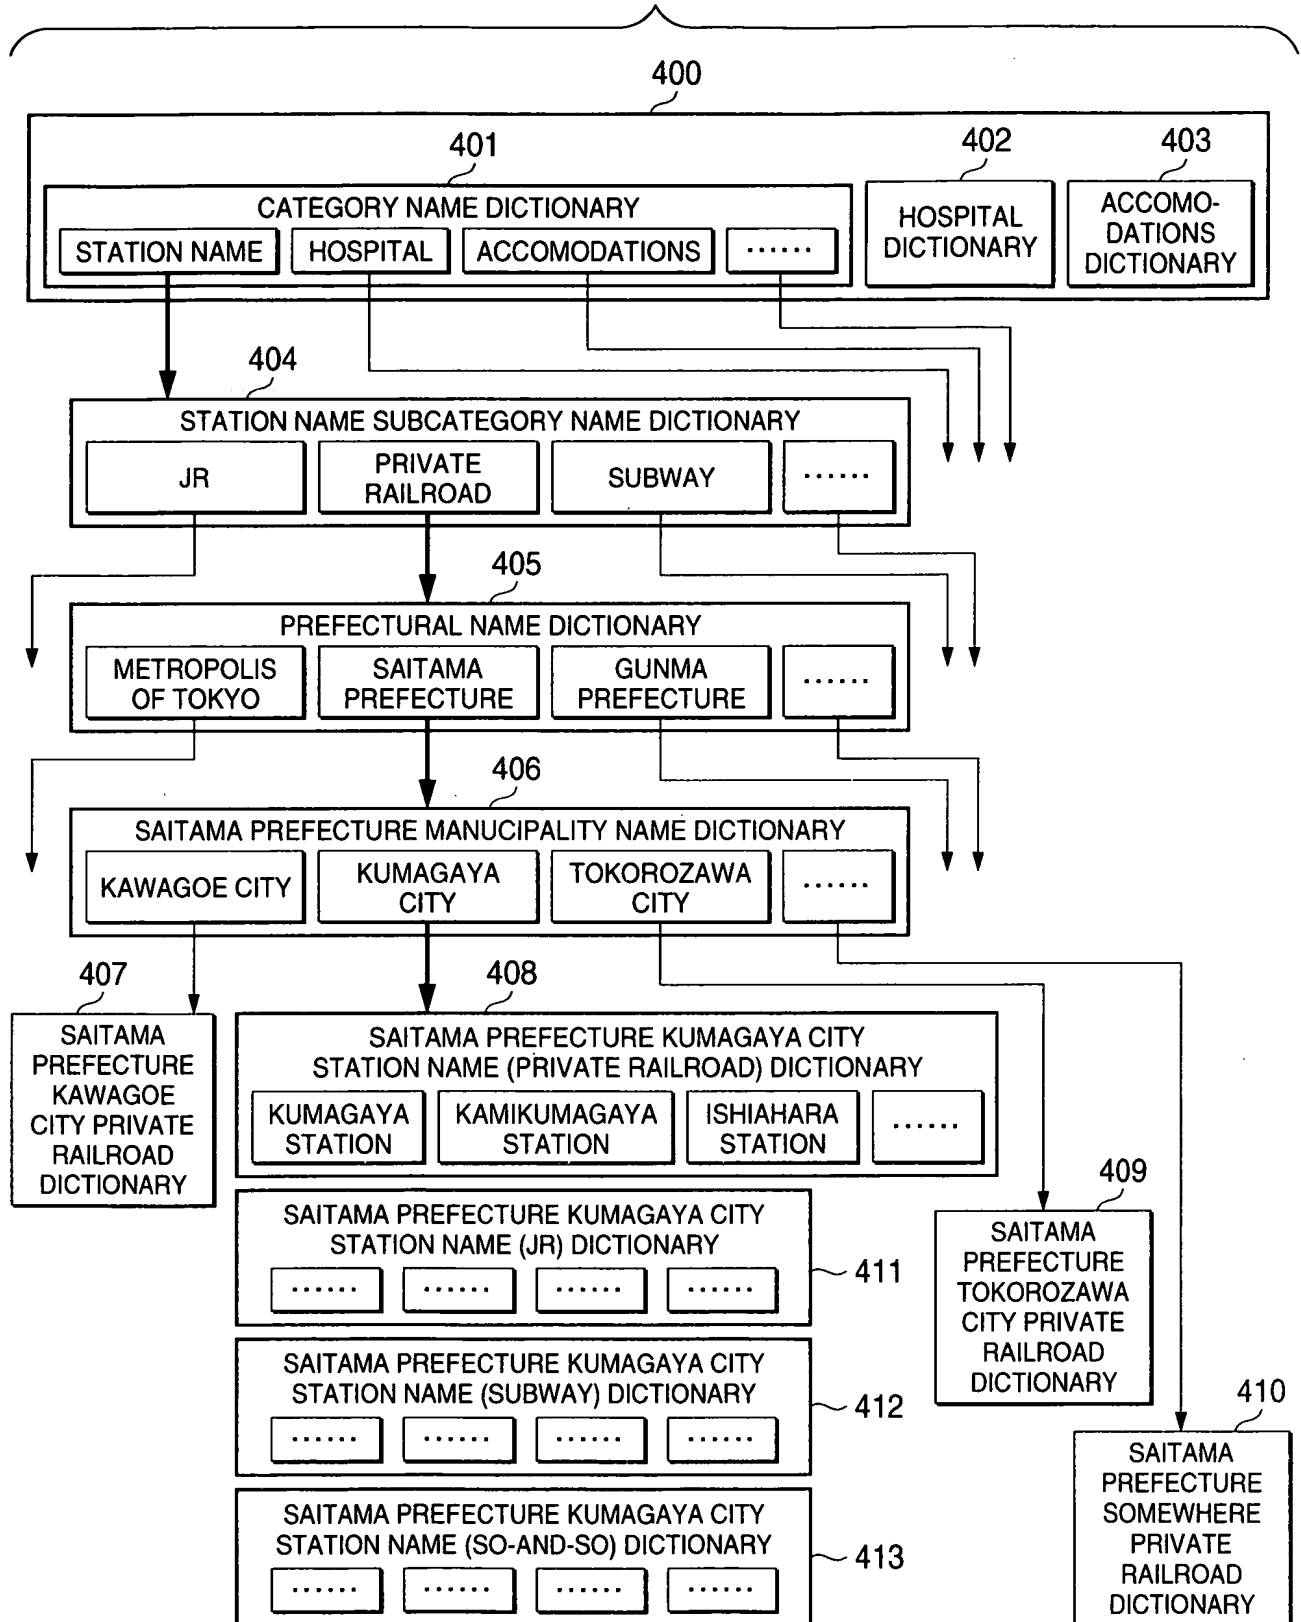 400
401
402
403
CATEGORY NAME DICTIONARY
STATION NAME
HOSPITAL
ACCOMODATIONS
......
HOSPITAL
DICTIONARY
ACCOMO-
DATIONS
DICTIONARY
404
STATION NAME SUBCATEGORY NAME DICTIONARY
JR
PRIVATE
RAILROAD
SUBWAY
......
405
PREFECTURAL NAME DICTIONARY
METROPOLIS
OF TOKYO
SAITAMA
PREFECTURE
GUNMA
PREFECTURE
......
406
SAITAMA PREFECTURE MANUCIPALITY NAME DICTIONARY
KAWAGOE CITY
KUMAGAYA
CITY
TOKOROZAWA
CITY
......
407
SAITAMA
PREFECTURE
KAWAGOE
CITY PRIVATE
RAILROAD
DICTIONARY
408
SAITAMA PREFECTURE KUMAGAYA CITY
STATION NAME (PRIVATE RAILROAD) DICTIONARY
KUMAGAYA
STATION
KAMIKUMAGAYA
STATION
ISHIAHARA
STATION
......
SAITAMA PREFECTURE KUMAGAYA CITY
STATION NAME (JR) DICTIONARY
...... ...... ...... ......
411
SAITAMA PREFECTURE KUMAGAYA CITY
STATION NAME (SUBWAY) DICTIONARY
...... ...... ...... ......
412
SAITAMA PREFECTURE KUMAGAYA CITY
STATION NAME (SO-AND-SO) DICTIONARY
...... ...... ...... ......
413
409
SAITAMA
PREFECTURE
TOKOROZAWA
CITY PRIVATE
RAILROAD
DICTIONARY
410
SAITAMA
PREFECTURE
SOMEWHERE
PRIVATE
RAILROAD
DICTIONARY